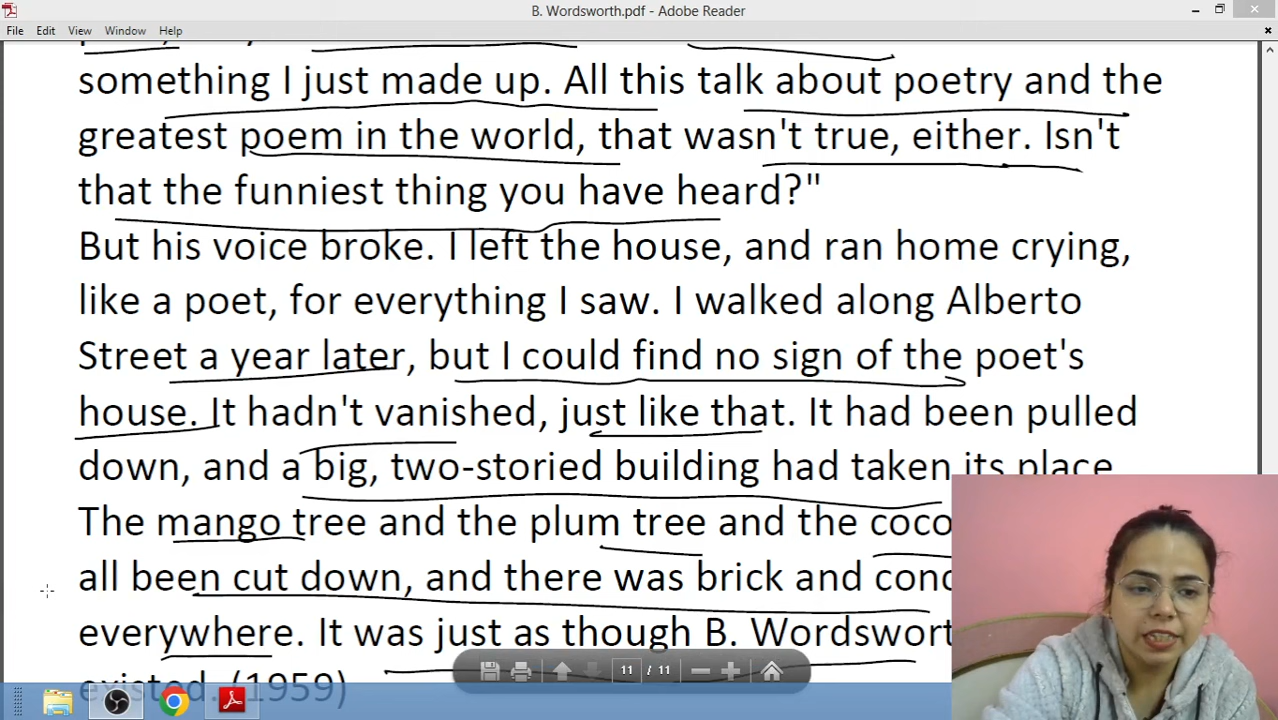 B. Wordsworth.pdf - Adobe Reader
File Edit View Window Help
something I just made up. All this talk about poetry and the
greatest poem in the world, that wasn't true, either. Isn't
that the funniest thing you have heard?"
But his voice broke. I left the house, and ran home crying,
like a poet, for everything I saw. I walked along Alberto
Street a year later, but I could find no sign of the poet's
house. It hadn't vanished, just like that. It had been pulled
down, and a big, two-storied building had taken its place.
The mango tree and the plum tree and the coco
all been cut down, and there was brick and conc
everywhere. It was just as though B. Wordswort
11 / 11
existed. (1959)